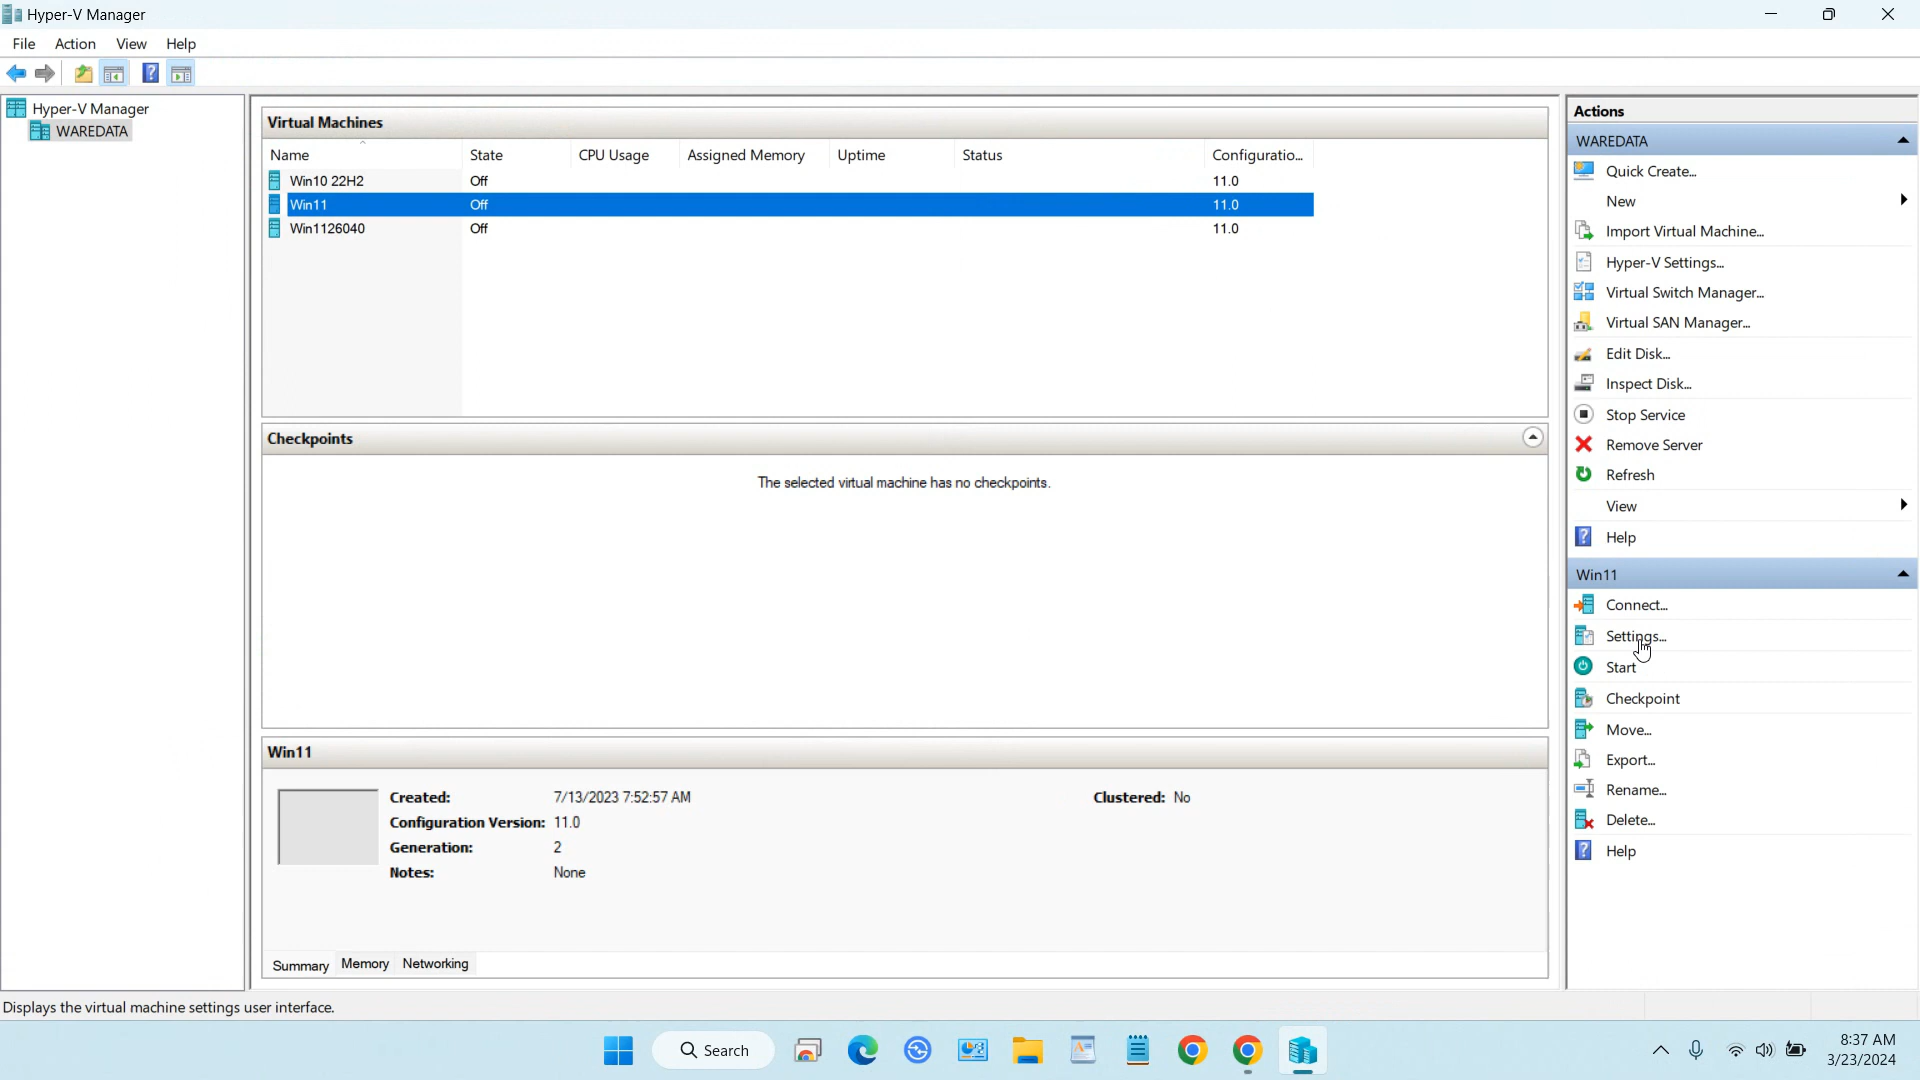 Hyper-V Manager
File Action View Help
Hyper-V Manager
WAREDATA
Virtual Machines
Name State CPU Usage Assigned Memory Uptime Status Configuratio...
Win10 22H2 Off 11.0
Win11 Off 11.0
Win1126040 Off 11.0
Checkpoints
The selected virtual machine has no checkpoints.
Win11
Created: 7/13/2023 7:52:57 AM Clustered: No
Configuration Version: 11.0
Generation: 2
Notes: None
Summary Memory Networking
Actions
WAREDATA
Quick Create...
New
Import Virtual Machine...
Hyper-V Settings...
Virtual Switch Manager...
Virtual SAN Manager...
Edit Disk...
Inspect Disk...
Stop Service
Remove Server
Refresh
View
Help
Win11
Connect...
Settings...
Start
Checkpoint
Move...
Export...
Rename...
Delete...
Help
Displays the virtual machine settings user interface.
Search
8:37 AM
3/23/2024